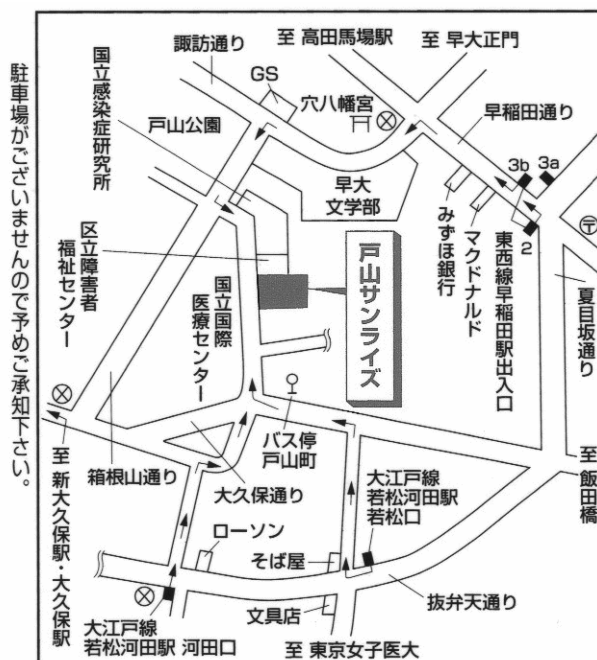 至 高田馬場駅
至 早大正門
諏訪通り
GS
穴八幡宮
早稲田通り
国立感染症研究所
戸山公園
3b
3a
早大
文学部
みずほ銀行
マクドナルド
東西線早稲田駅出入口
2
〒
夏目坂通り
区立障害者
福祉センター
国立国際
医療センター
戸山サンライズ
駐車場がございませんので予めご承知下さい。
バス停
戸山町
至 飯田橋
至 新大久保駅・大久保駅
箱根山通り
大久保通り
大江戸線
若松河田駅
若松口
ローソン
そば屋
抜弁天通り
文具店
大江戸線
若松河田駅 河田口
至 東京女子医大